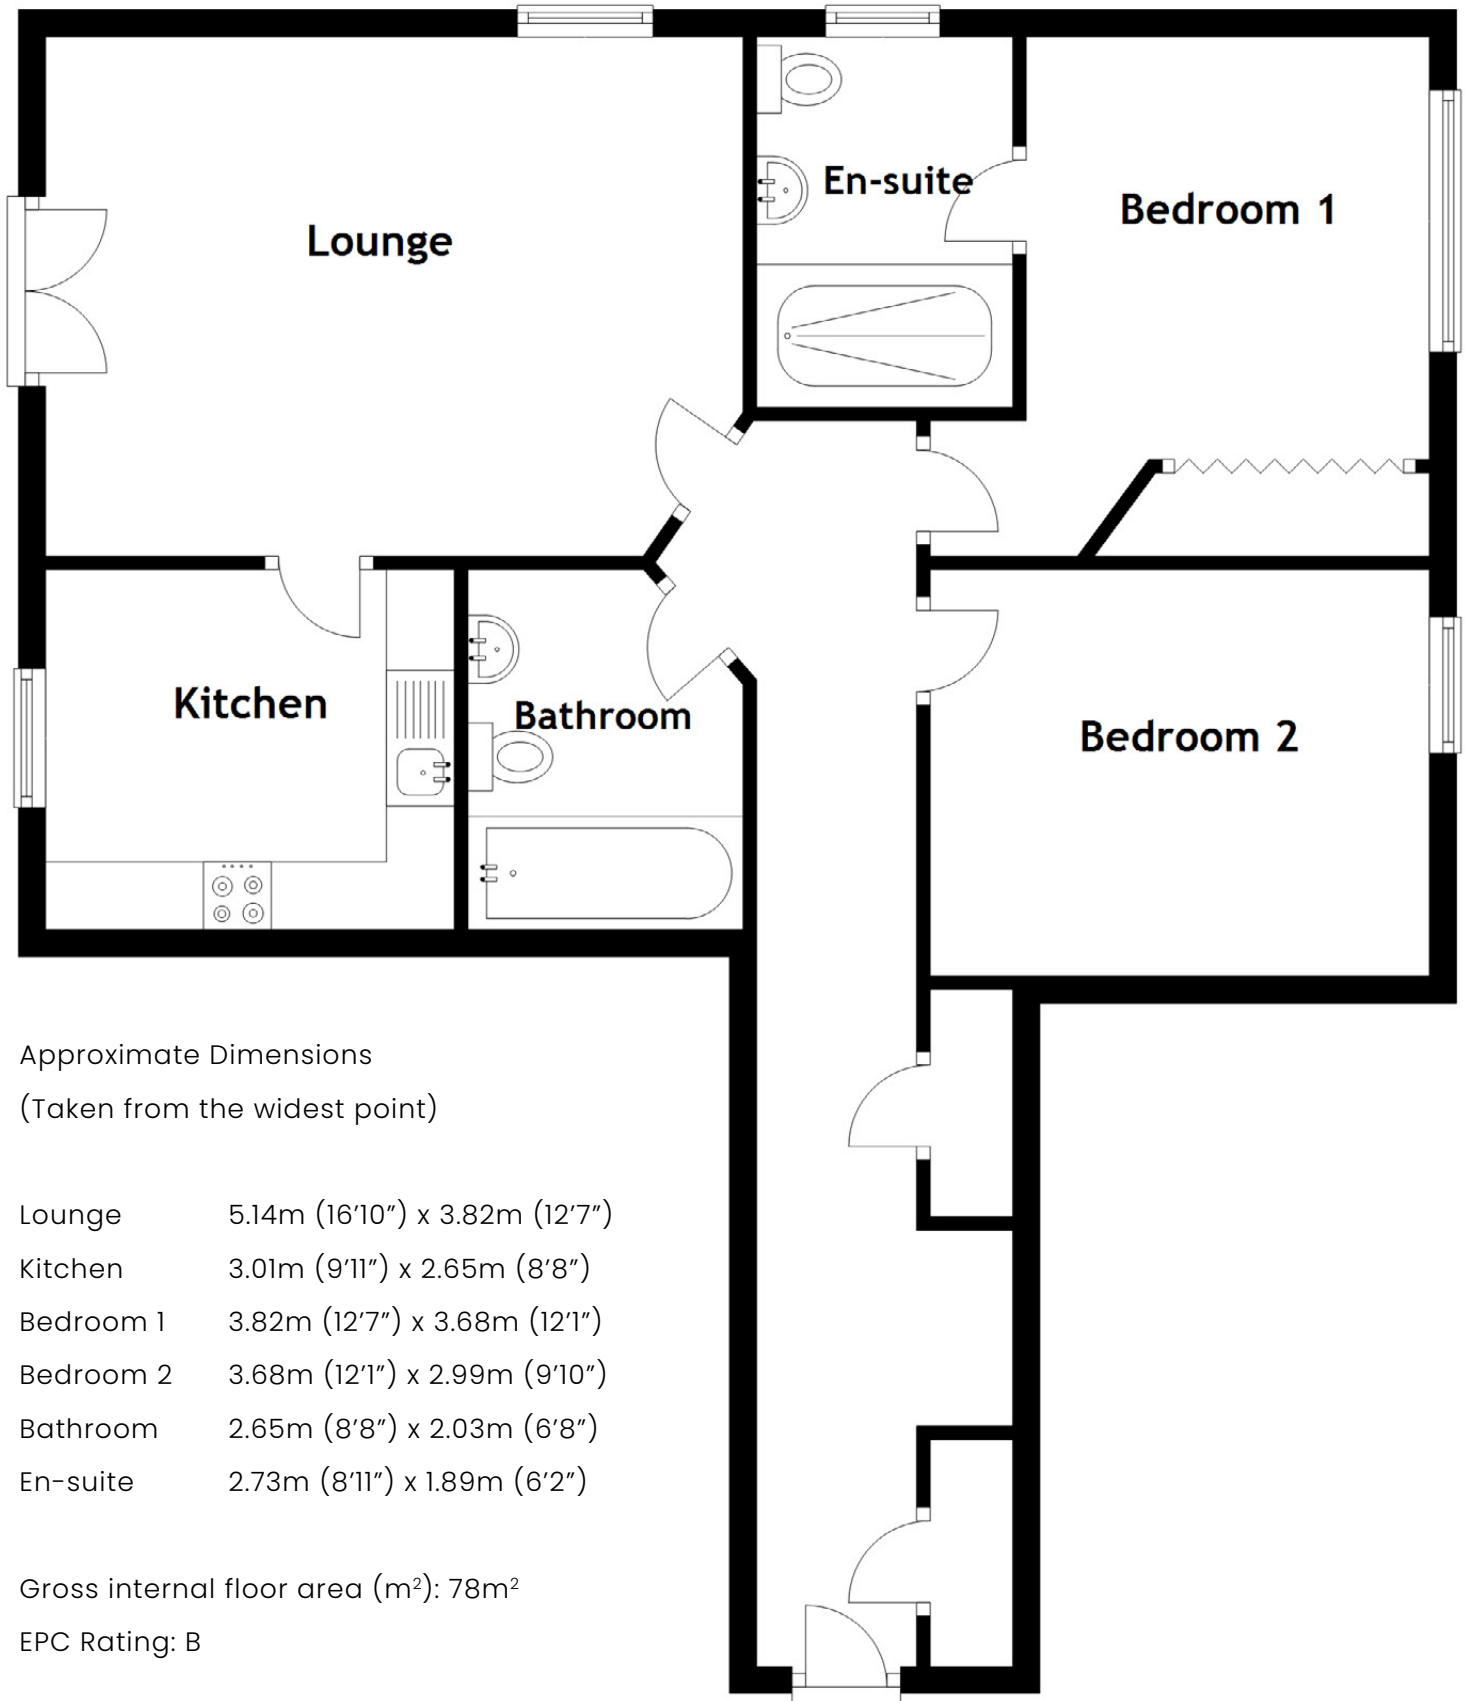 Lounge
En-suite
Bedroom 1
Kitchen
Bathroom
Bedroom 2
Approximate Dimensions
(Taken from the widest point)
Lounge 5.14m (16’10”) x 3.82m (12’7”)
Kitchen 3.01m (9’11”) x 2.65m (8’8”)
Bedroom 1 3.82m (12’7”) x 3.68m (12’1”)
Bedroom 2 3.68m (12’1”) x 2.99m (9’10”)
Bathroom 2.65m (8’8”) x 2.03m (6’8”)
En-suite 2.73m (8’11”) x 1.89m (6’2”)
Gross internal floor area (m²): 78m²
EPC Rating: B